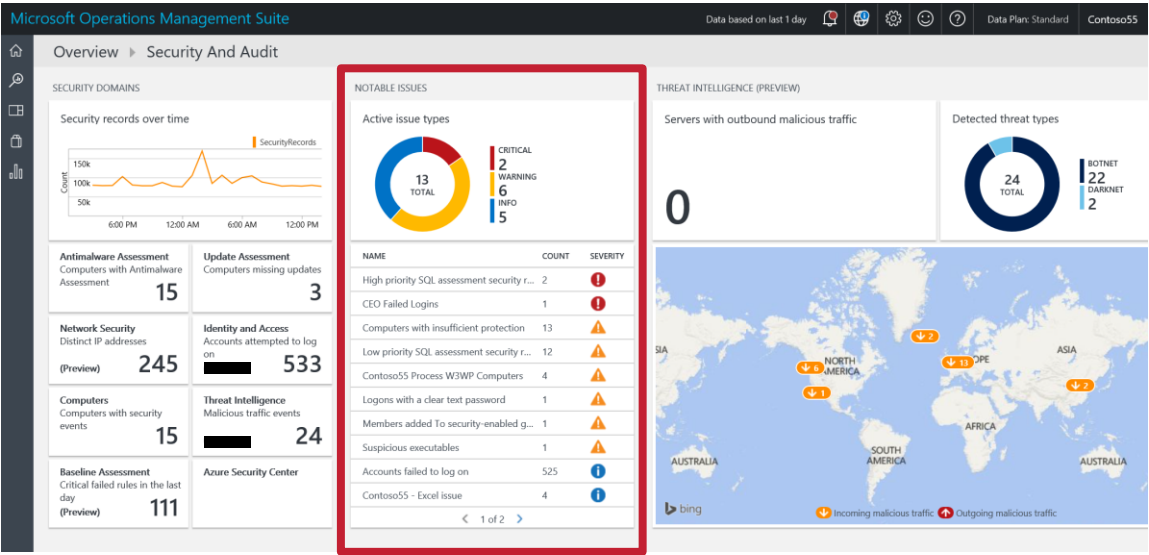 Microsoft Operations Management Suite
Data based on last 1 day
Data Plan: Standard
Contoso55
Overview
Security And Audit
SECURITY DOMAINS
Security records over time
SecurityRecords
Count
150k
100k
50k
6:00 PM 12:00 AM 6:00 AM 12:00 PM
Antimalware Assessment
Computers with Antimalware
Assessment
15
Update Assessment
Computers missing updates
3
Network Security
Distinct IP addresses
(Preview)
245
Identity and Access
Accounts attempted to log
on
533
Computers
Computers with security
events
15
Threat Intelligence
Malicious traffic events
24
Baseline Assessment
Critical failed rules in the last
day
(Preview)
111
Azure Security Center
NOTABLE ISSUES
Active issue types
13
TOTAL
CRITICAL
2
WARNING
6
INFO
5
NAME COUNT SEVERITY
High priority SQL assessment security r... 2
CEO Failed Logins 1
Computers with insufficient protection 13
Low priority SQL assessment security r... 12
Contoso55 Process W3WP Computers 4
Logons with a clear text password 1
Members added To security-enabled g... 1
Suspicious executables 1
Accounts failed to log on 525
Contoso55 - Excel issue 4
1 of 2
THREAT INTELLIGENCE (PREVIEW)
Servers with outbound malicious traffic
0
Detected threat types
24
TOTAL
BOTNET
22
DARKNET
2
SIA
NORTH
AMERICA
OPE
ASIA
2
6
13
2
1
AFRICA
SOUTH
AMERICA
AUSTRALIA
AUSTRALIA
bing
Incoming malicious traffic
Outgoing malicious traffic